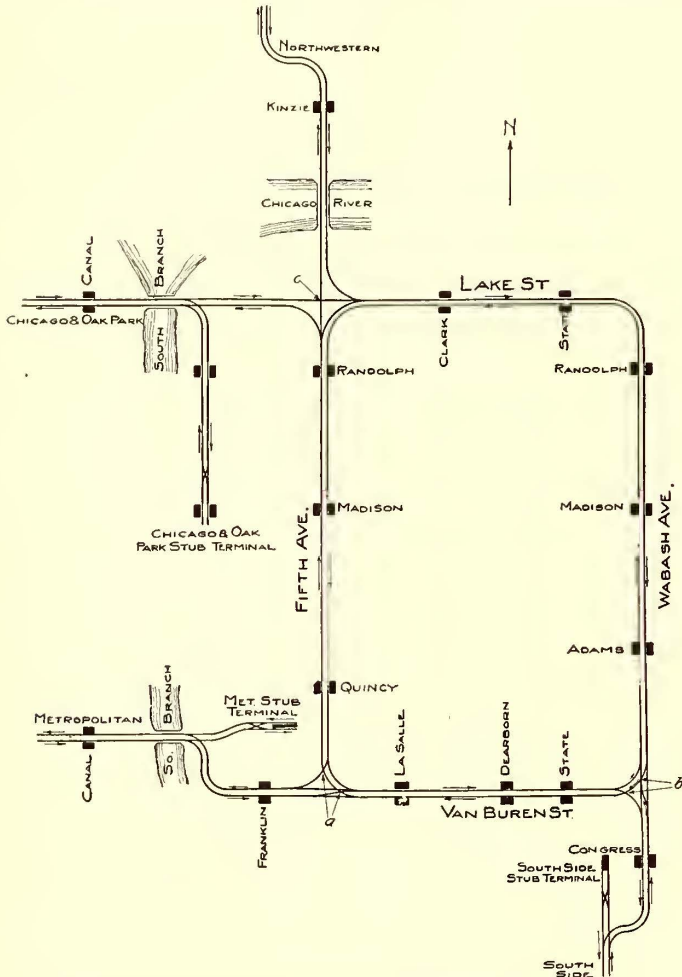 NORTHWESTERN
KINZIE
N
CHICAGO RIVER
CANAL
BRANCH
c
LAKE ST
CHICAGO & OAK PARK
SOUTH
CLARK
STATE
RANDOLPH
RANDOLPH
MADISON
MADISON
CHICAGO & OAK
PARK STUB TERMINAL
FIFTH AVE.
WABASH AVE.
ADAMS
QUINCY
BRANCH
MET. STUB
TERMINAL
METROPOLITAN
LA SALLE
DEARBORN
STATE
CANAL
SO.
FRANKLIN
a
VAN BUREN ST.
b
CONGRESS
SOUTH SIDE
STUB TERMINAL
SOUTH
SIDE